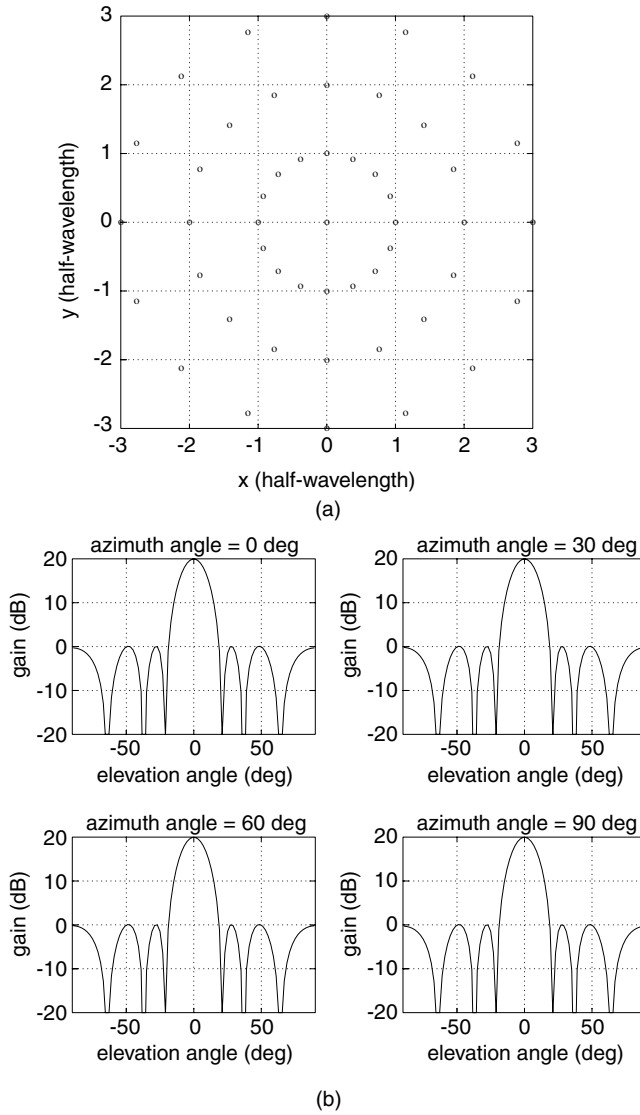 3
2
1
0
-1
-2
-3
y (half-wavelength)
-3 -2 -1 0 1 2 3
x (half-wavelength)
(a)
azimuth angle = 0 deg
20
10
0
-10
-20
gain (dB)
-50 0 50
elevation angle (deg)
azimuth angle = 30 deg
20
10
0
-10
-20
gain (dB)
-50 0 50
elevation angle (deg)
azimuth angle = 60 deg
20
10
0
-10
-20
gain (dB)
-50 0 50
elevation angle (deg)
azimuth angle = 90 deg
20
10
0
-10
-20
gain (dB)
-50 0 50
elevation angle (deg)
(b)